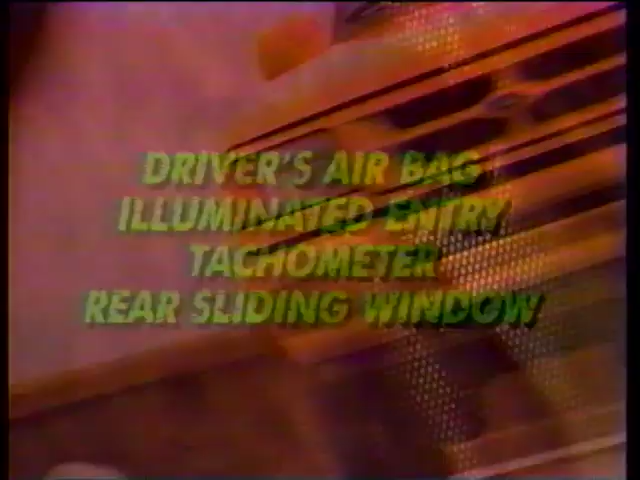 DRIVER'S AIR BAG
ILLUMINATED ENTRY
TACHOMETER
REAR SLIDING WINDOW